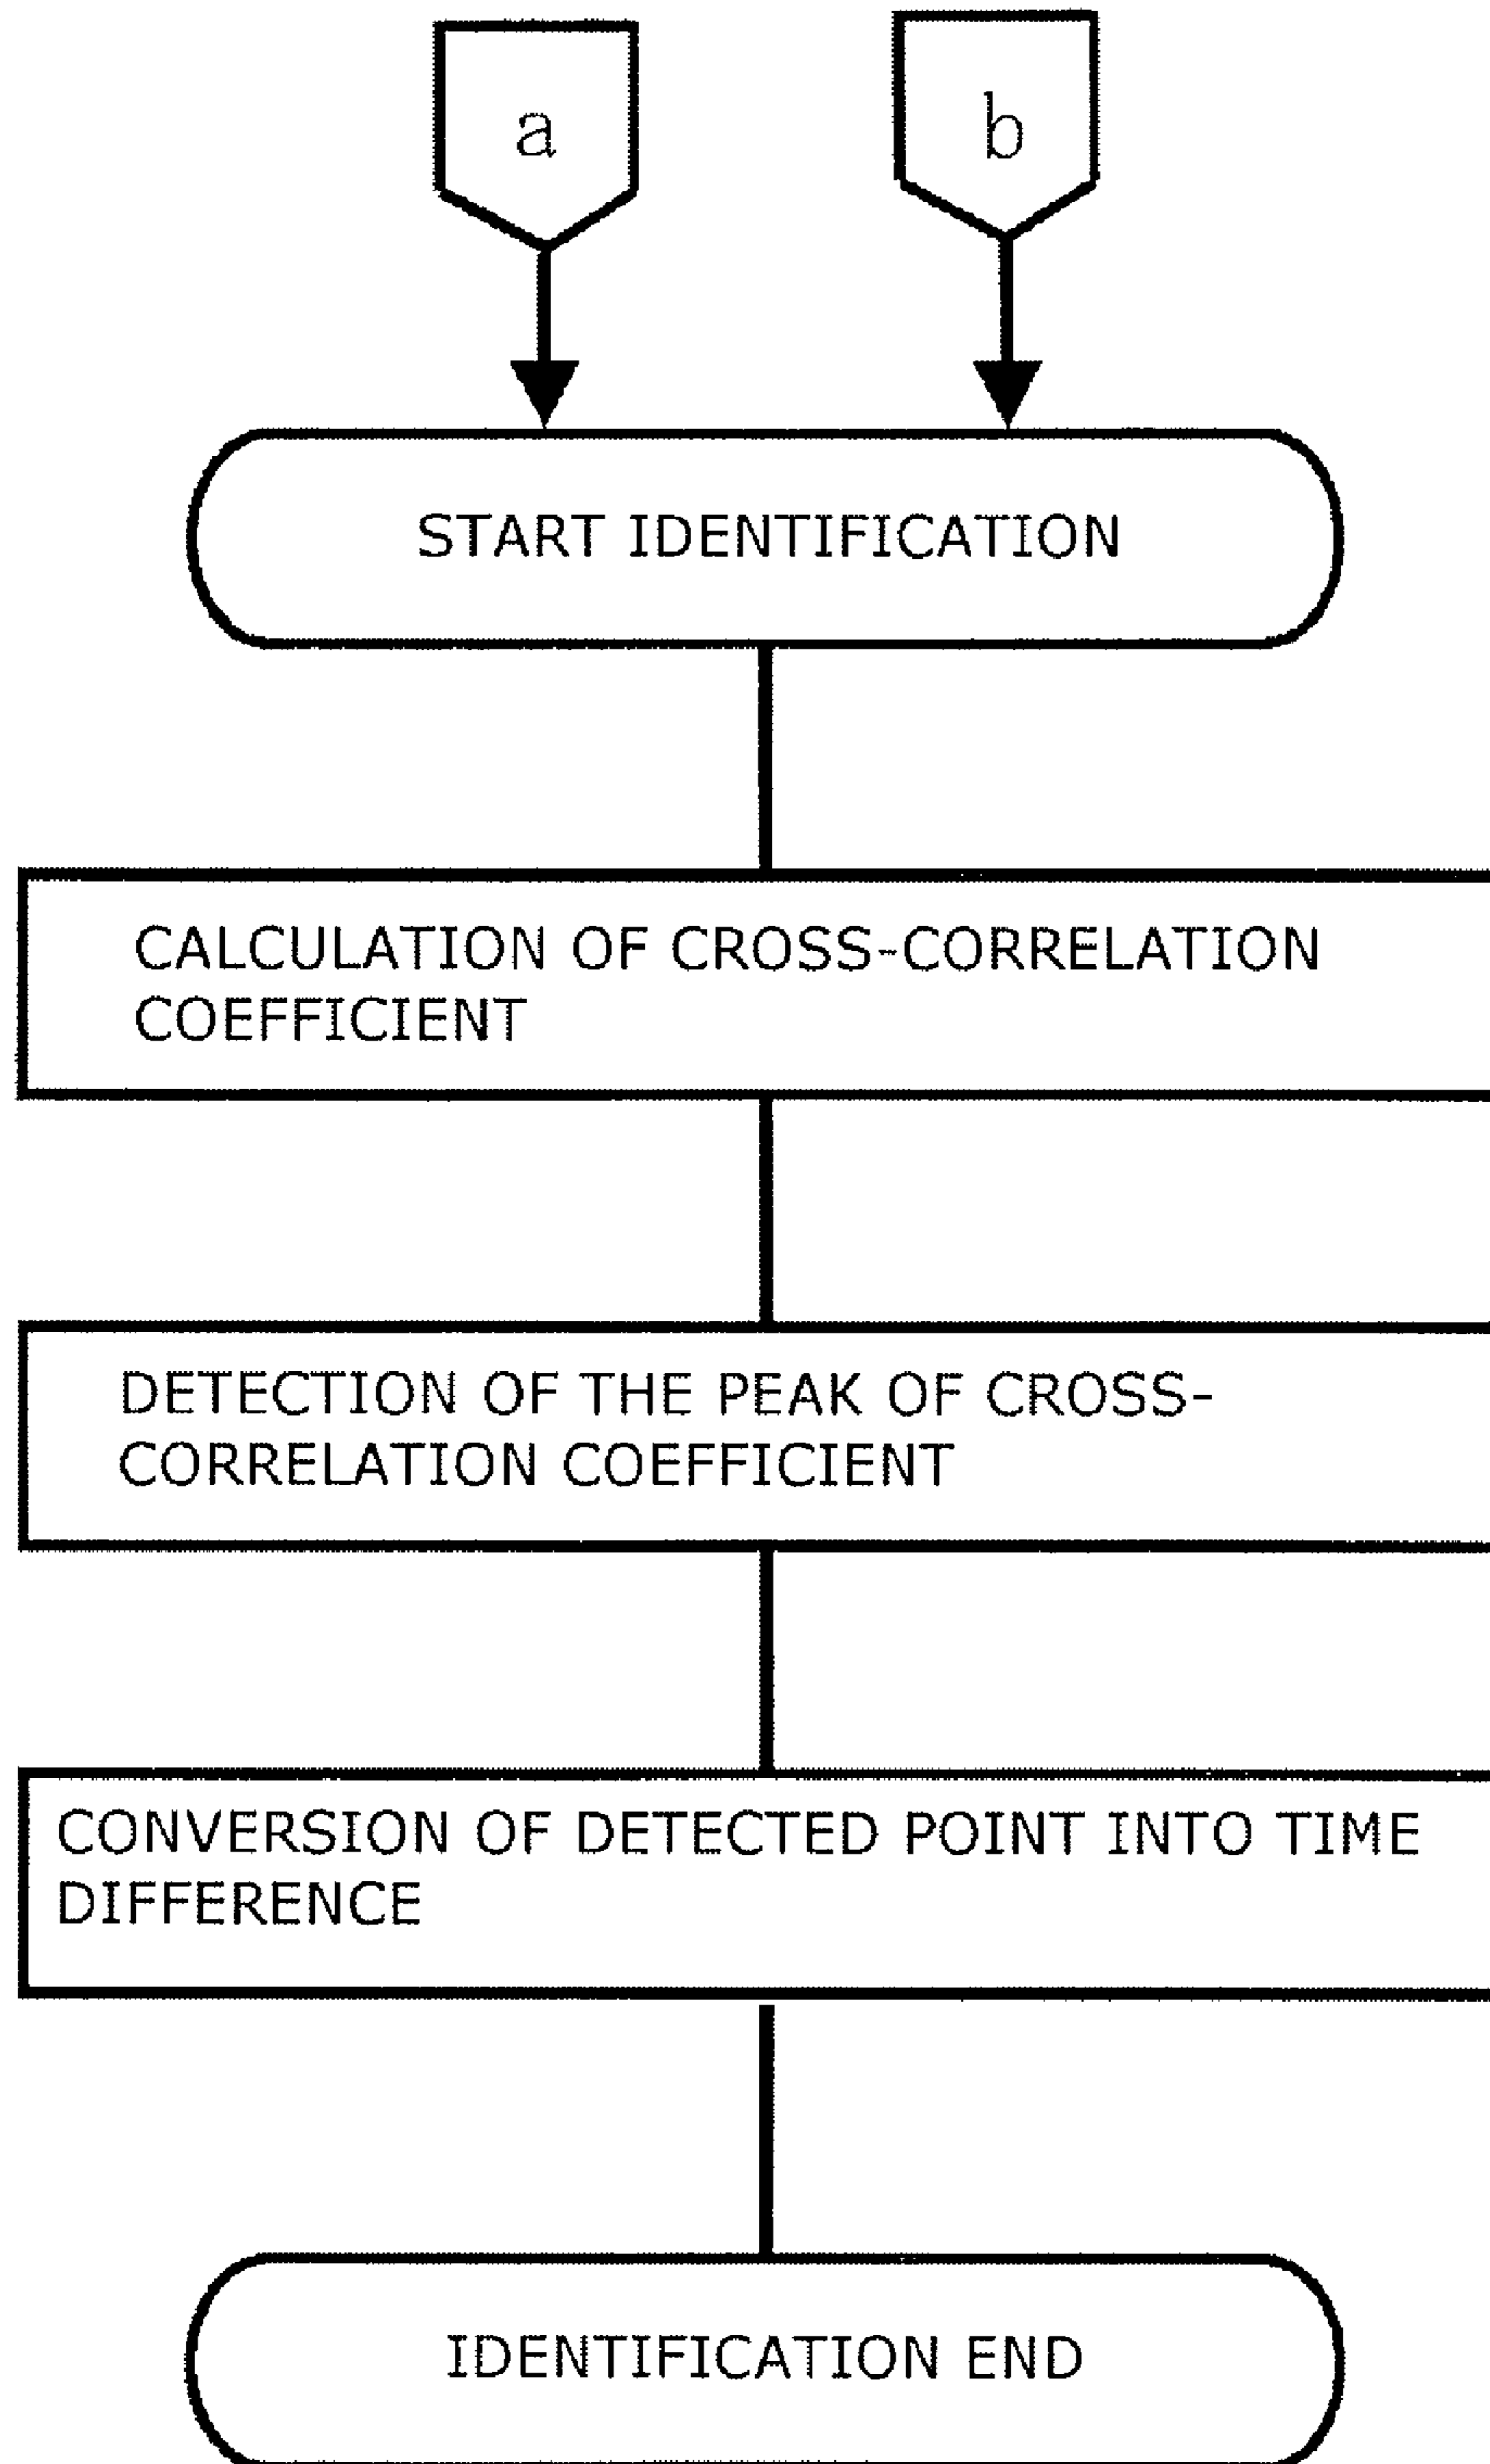 a
b
START IDENTIFICATION
CALCULATION OF CROSS-CORRELATION
COEFFICIENT
DETECTION OF THE PEAK OF CROSS-
CORRELATION COEFFICIENT
CONVERSION OF DETECTED POINT INTO TIME
DIFFERENCE
IDENTIFICATION END